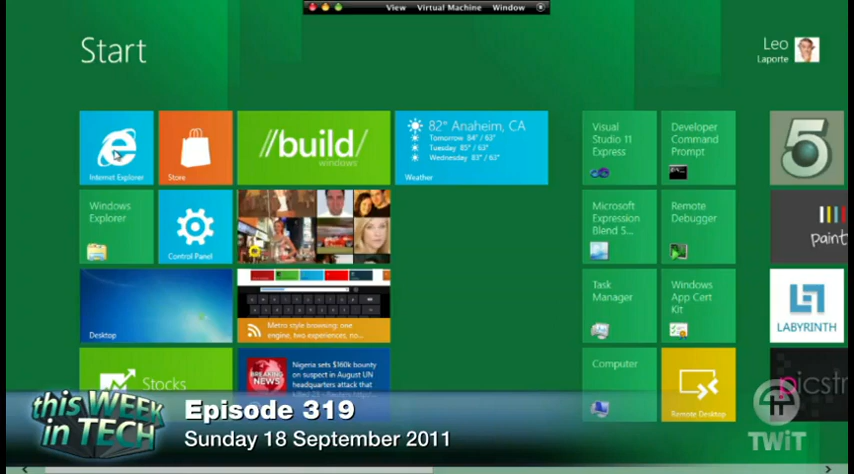 View Virtual Machine Window
Start
Leo
Laporte
Internet Explorer
Store
//build/
windows
82° Anaheim, CA
Tomorrow 84°/63°
Tuesday 85°/63°
Wednesday 83°/63°
Weather
Visual
Studio 11
Express
Developer
Command
Prompt
5
Windows
Explorer
Control Panel
Microsoft
Expression
Blend 5...
Remote
Debugger
paint
Desktop
Metro style browsing: one
engine, two experiences, no...
Task
Manager
Windows
App Cert
Kit
LABYRINTH
Stocks
BREAKING
NEWS
Nigeria sets $160k bounty
on suspect in August UN
headquarters attack that
Computer
Remote Desktop
picstr
this WEEK
in TECH
Episode 319
Sunday 18 September 2011
TWiT